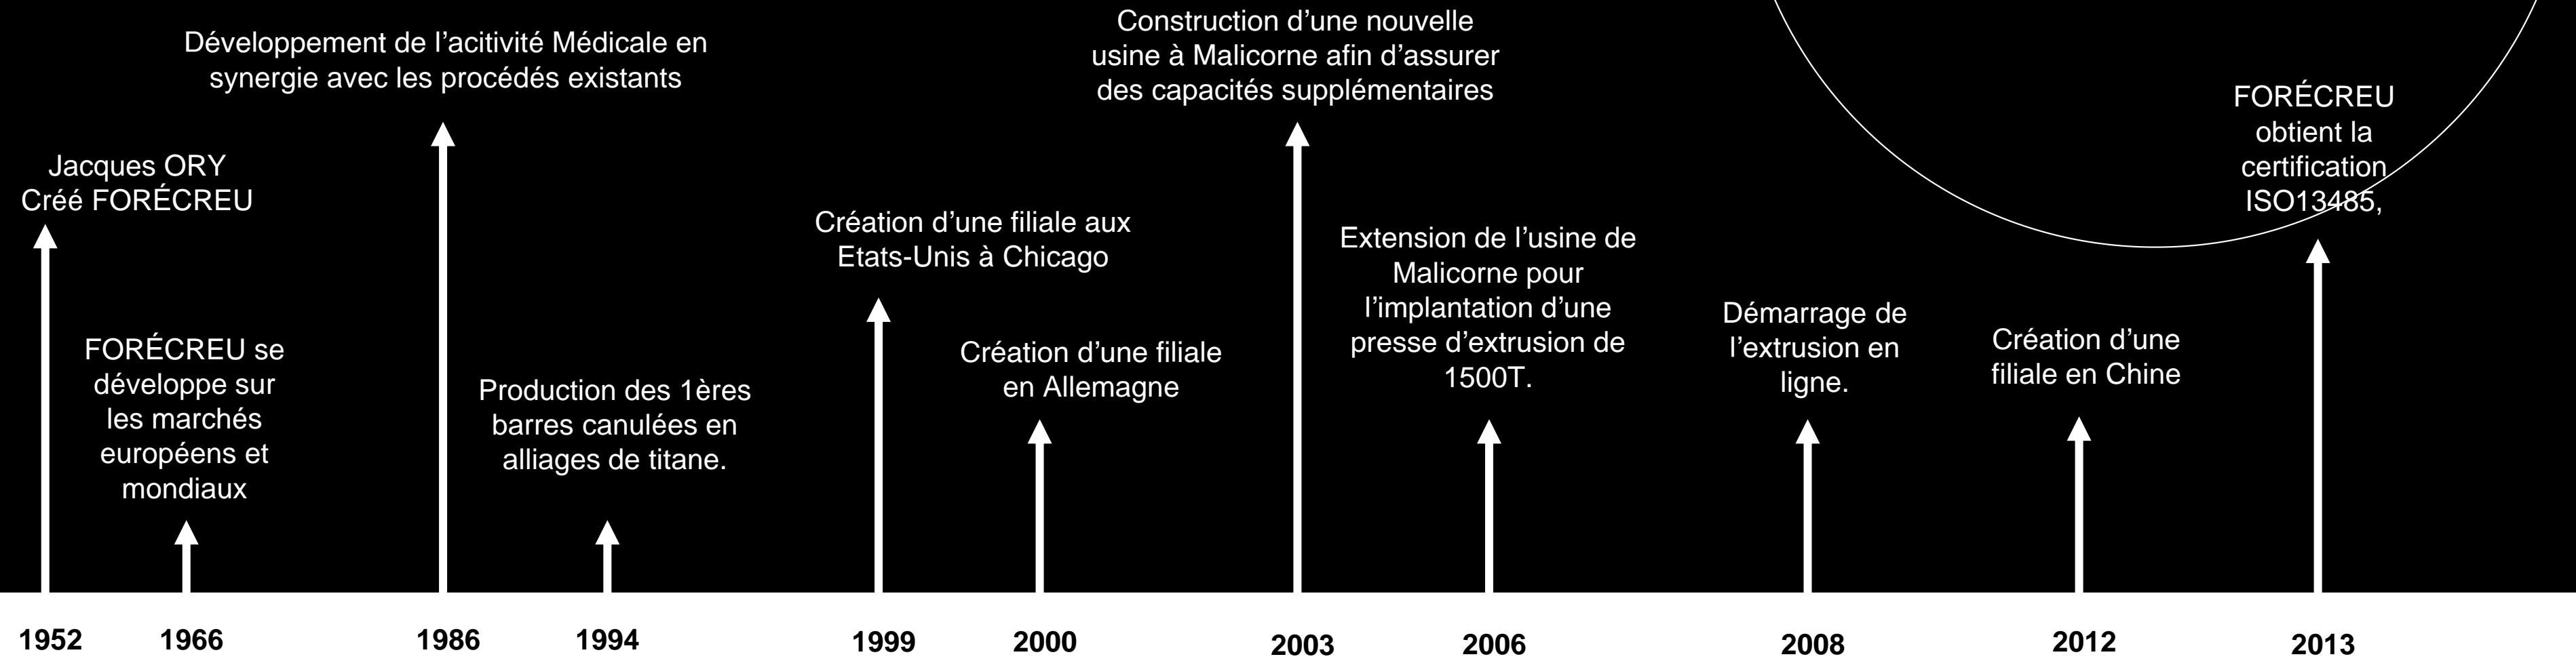 Jacques ORY
Créé FORÉCREU
FORÉCREU se
développe sur
les marchés
européens et
mondiaux
Développement de l’acitivité Médicale en
synergie avec les procédés existants
Production des 1ères
barres canulées en
alliages de titane.
Création d’une filiale aux
Etats-Unis à Chicago
Création d’une filiale
en Allemagne
Construction d’une nouvelle
usine à Malicorne afin d’assurer
des capacités supplémentaires
Extension de l’usine de
Malicorne pour
l’implantation d’une
presse d’extrusion de
1500T.
Démarrage de
l’extrusion en
ligne.
Création d’une
filiale en Chine
FORÉCREU
obtient la
certification
ISO13485,
1952 1966 1986 1994 1999 2000 2003 2006 2008 2012 2013